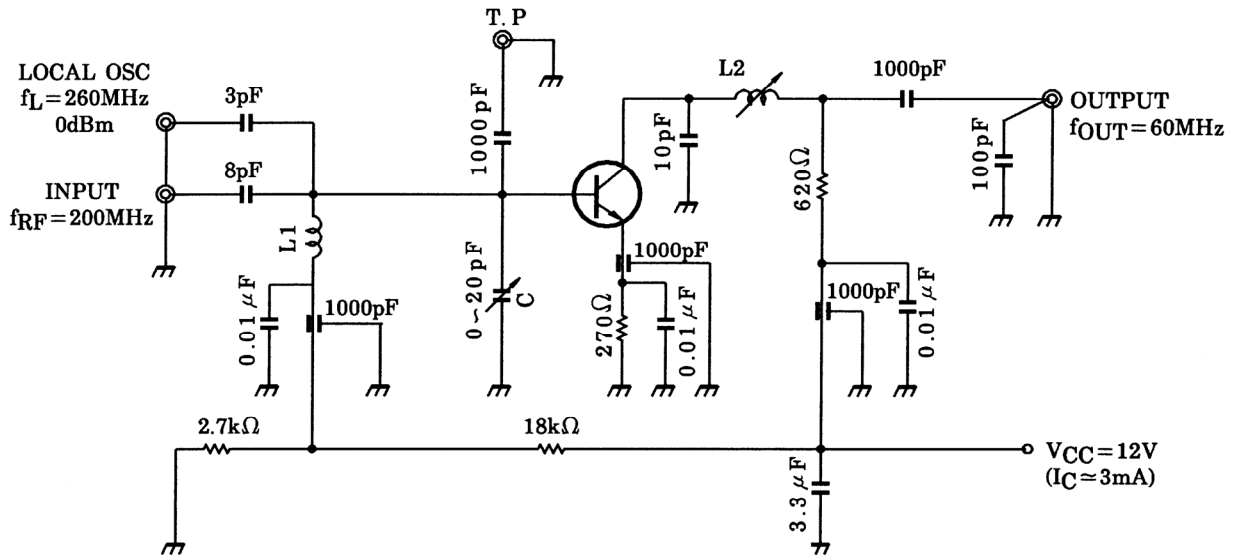 T. P
LOCAL OSC
fL=260MHz
0dBm
3pF
INPUT
fRF=200MHz
8pF
1000pF
L2
1000pF
OUTPUT
fOUT=60MHz
10pF
620Ω
100pF
L1
0.01μF
1000pF
0~20pF
C
1000pF
270Ω
0.01μF
1000pF
0.01μF
2.7kΩ
18kΩ
VCC=12V
(IC≃3mA)
3.3μF